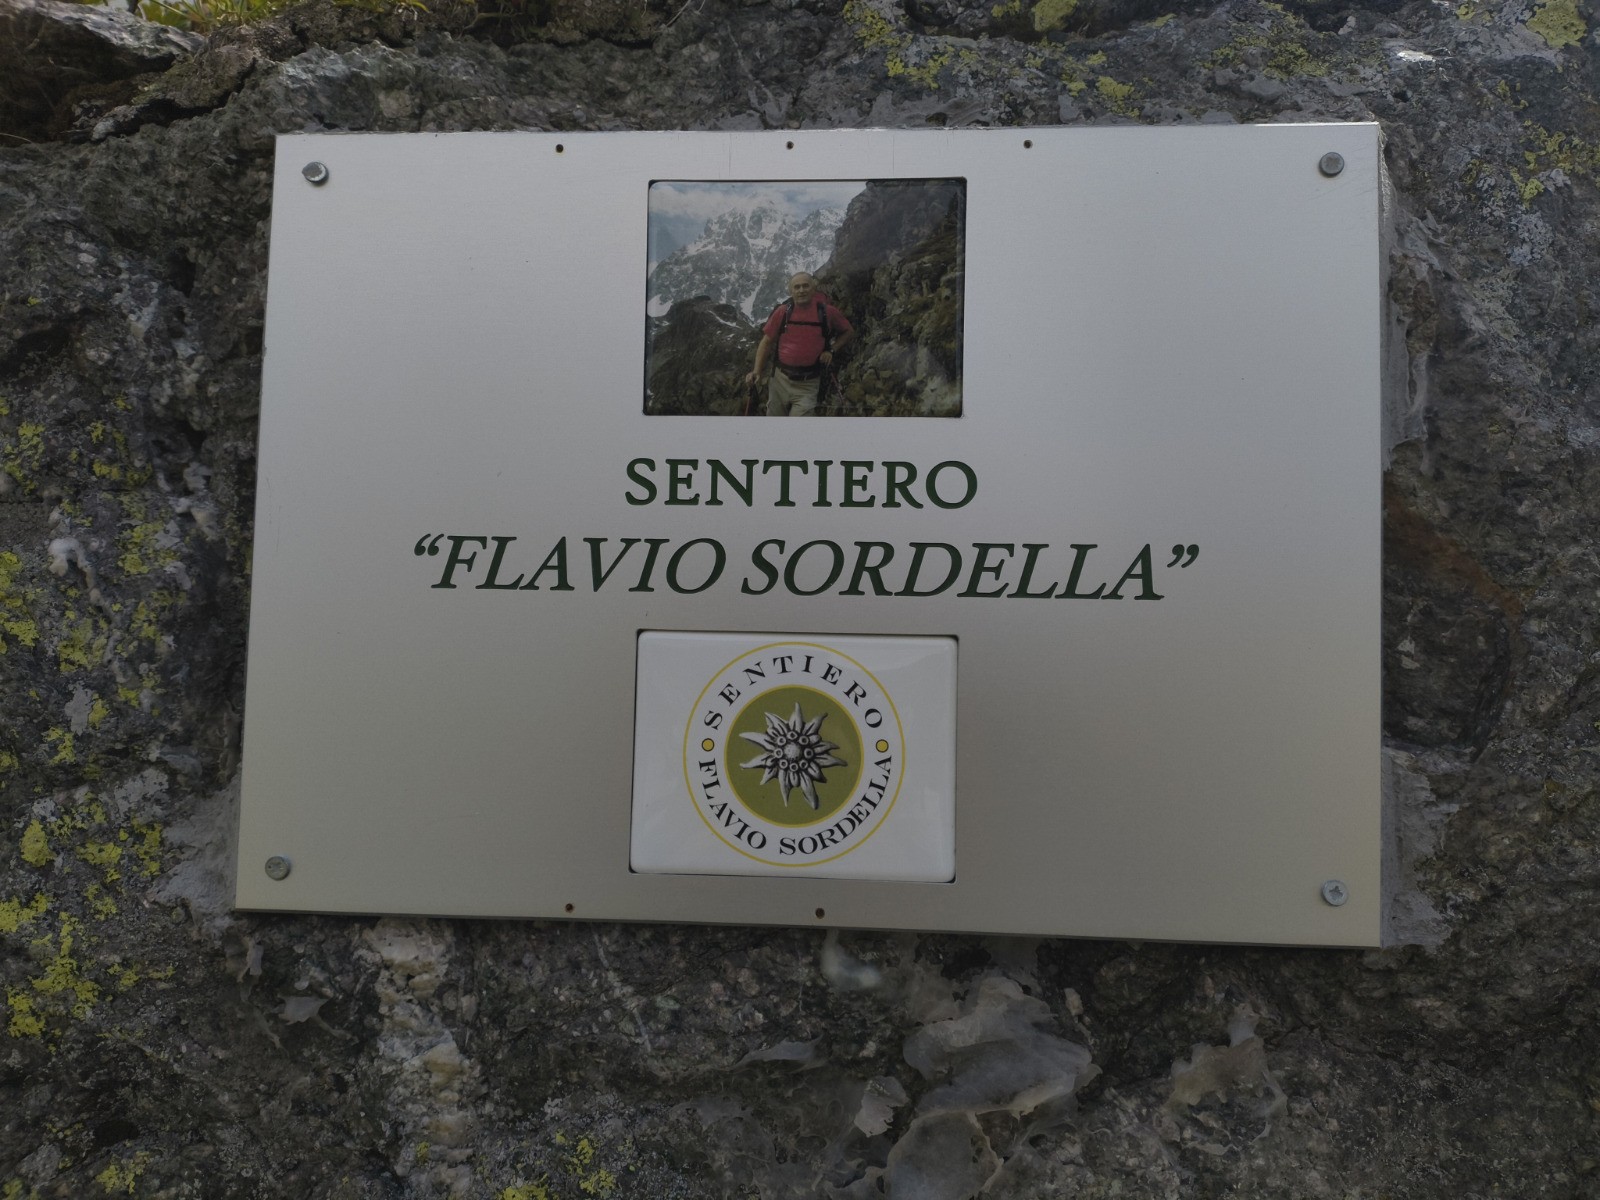 SENTIERO
“FLAVIO SORDELLA”
SENTIERO
FLAVIO SORDELLA